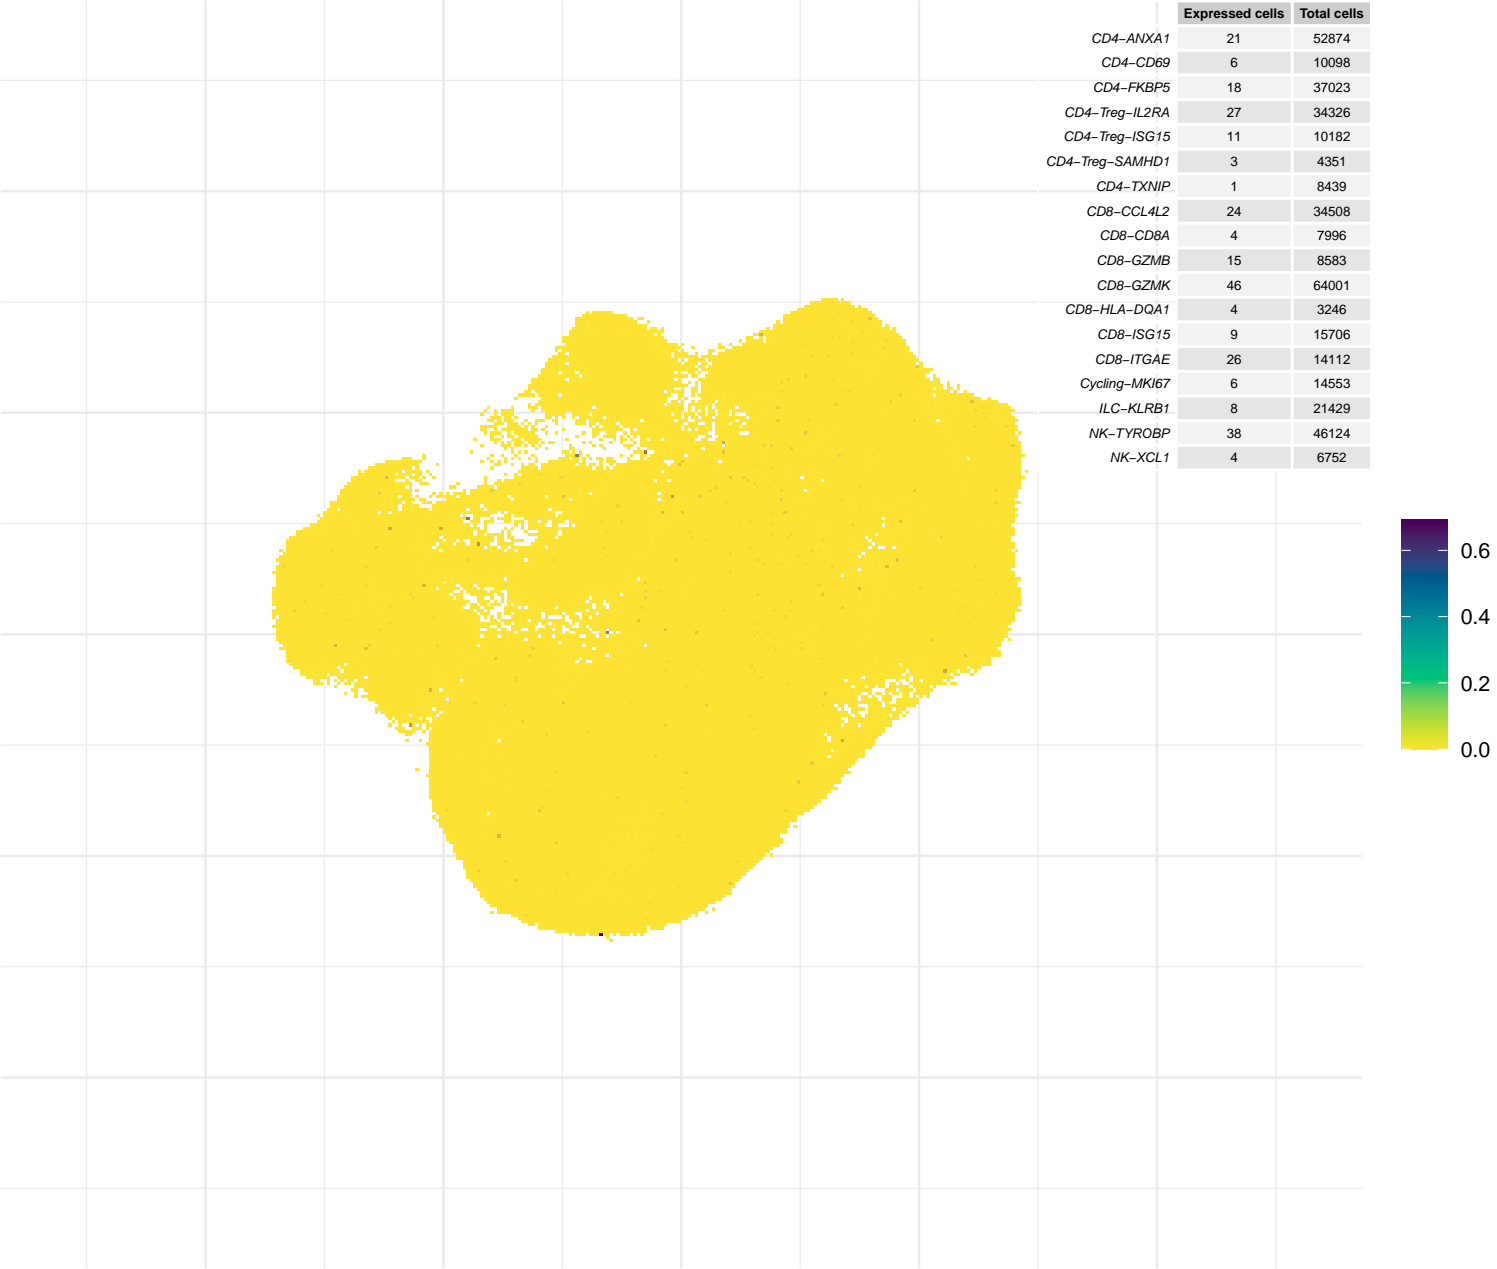 Expressed cells Total cells
CD4−ANXA1 21 52874
CD4−CD69 6 10098
CD4−FKBP5 18 37023
CD4−Treg−IL2RA 27 34326
CD4−Treg−ISG15 11 10182
CD4−Treg−SAMHD1 3 4351
CD4−TXNIP 1 8439
CD8−CCL4L2 24 34508
CD8−CD8A 4 7996
CD8−GZMB 15 8583
CD8−GZMK 46 64001
CD8−HLA−DQA1 4 3246
CD8−ISG15 9 15706
CD8−ITGAE 26 14112
Cycling−MKI67 6 14553
ILC−KLRB1 8 21429
NK−TYROBP 38 46124
NK−XCL1 4 6752
0.6
0.4
0.2
0.0